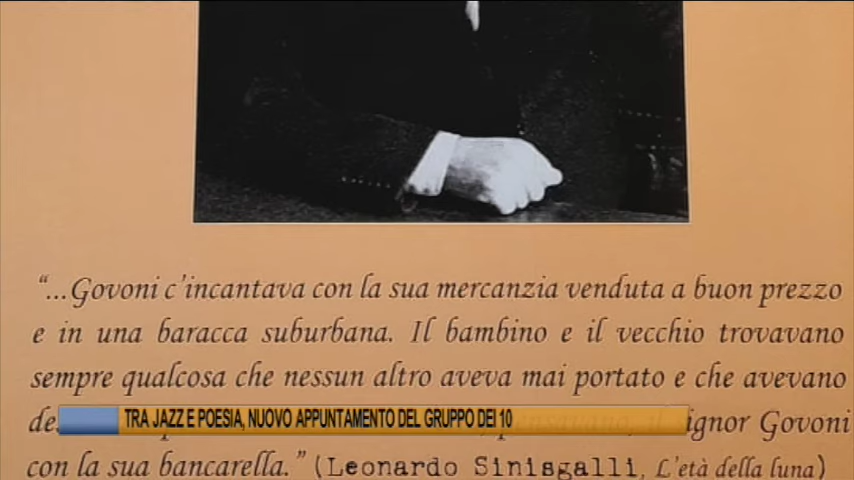 “...Govoni c’incantava con la sua mercanzia venduta a buon prezzo
e in una baracca suburbana. Il bambino e il vecchio trovavano
sempre qualcosa che nessun altro aveva mai portato e che avevano
TRA JAZZ E POESIA, NUOVO APPUNTAMENTO DEL GRUPPO DEI 10
il signor Govoni
con la sua bancarella.” (Leonardo Sinisgalli, L’età della luna)